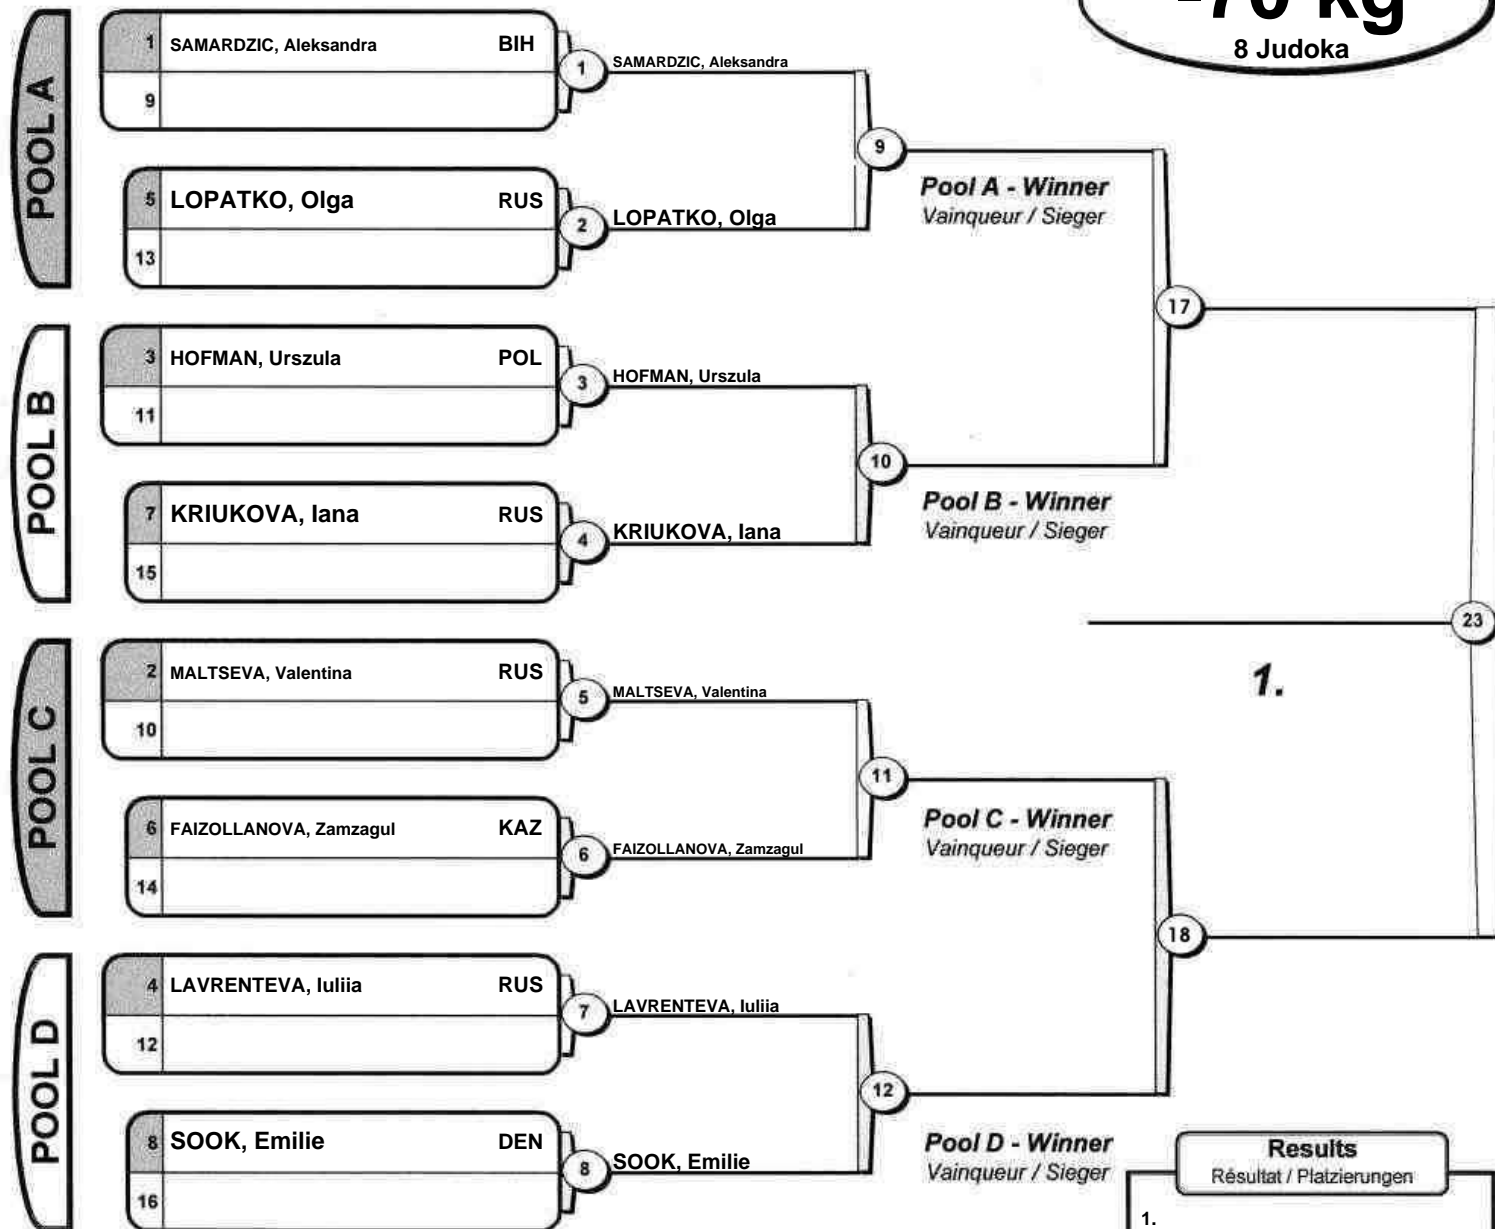 -70 kg
8 Judoka
POOL A
1 SAMARDZIC, Aleksandra BIH
9
1 SAMARDZIC, Aleksandra
5 LOPATKO, Olga RUS
13
2 LOPATKO, Olga
9
Pool A - Winner
Vainqueur / Sieger
POOL B
3 HOFMAN, Urszula POL
11
3 HOFMAN, Urszula
7 KRIUKOVA, Iana RUS
15
4 KRIUKOVA, Iana
10
Pool B - Winner
Vainqueur / Sieger
17
23
1.
POOL C
2 MALTSEVA, Valentina RUS
10
5 MALTSEVA, Valentina
6 FAIZOLLANOVA, Zamzagul KAZ
14
6 FAIZOLLANOVA, Zamzagul
11
Pool C - Winner
Vainqueur / Sieger
18
POOL D
4 LAVRENTEVA, Iuliia RUS
12
7 LAVRENTEVA, Iuliia
8 SOOK, Emilie DEN
16
8 SOOK, Emilie
12
Pool D - Winner
Vainqueur / Sieger
Results
Résultat / Platzierungen
1.